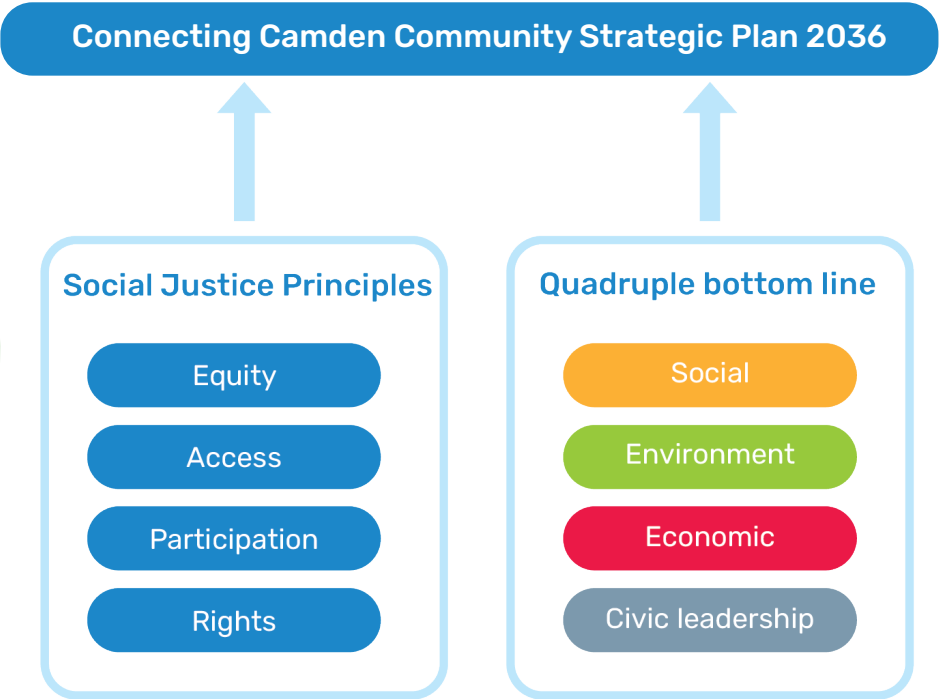 Connecting Camden Community Strategic Plan 2036
Social Justice Principles
Equity
Access
Participation
Rights
Quadruple bottom line
Social
Environment
Economic
Civic leadership